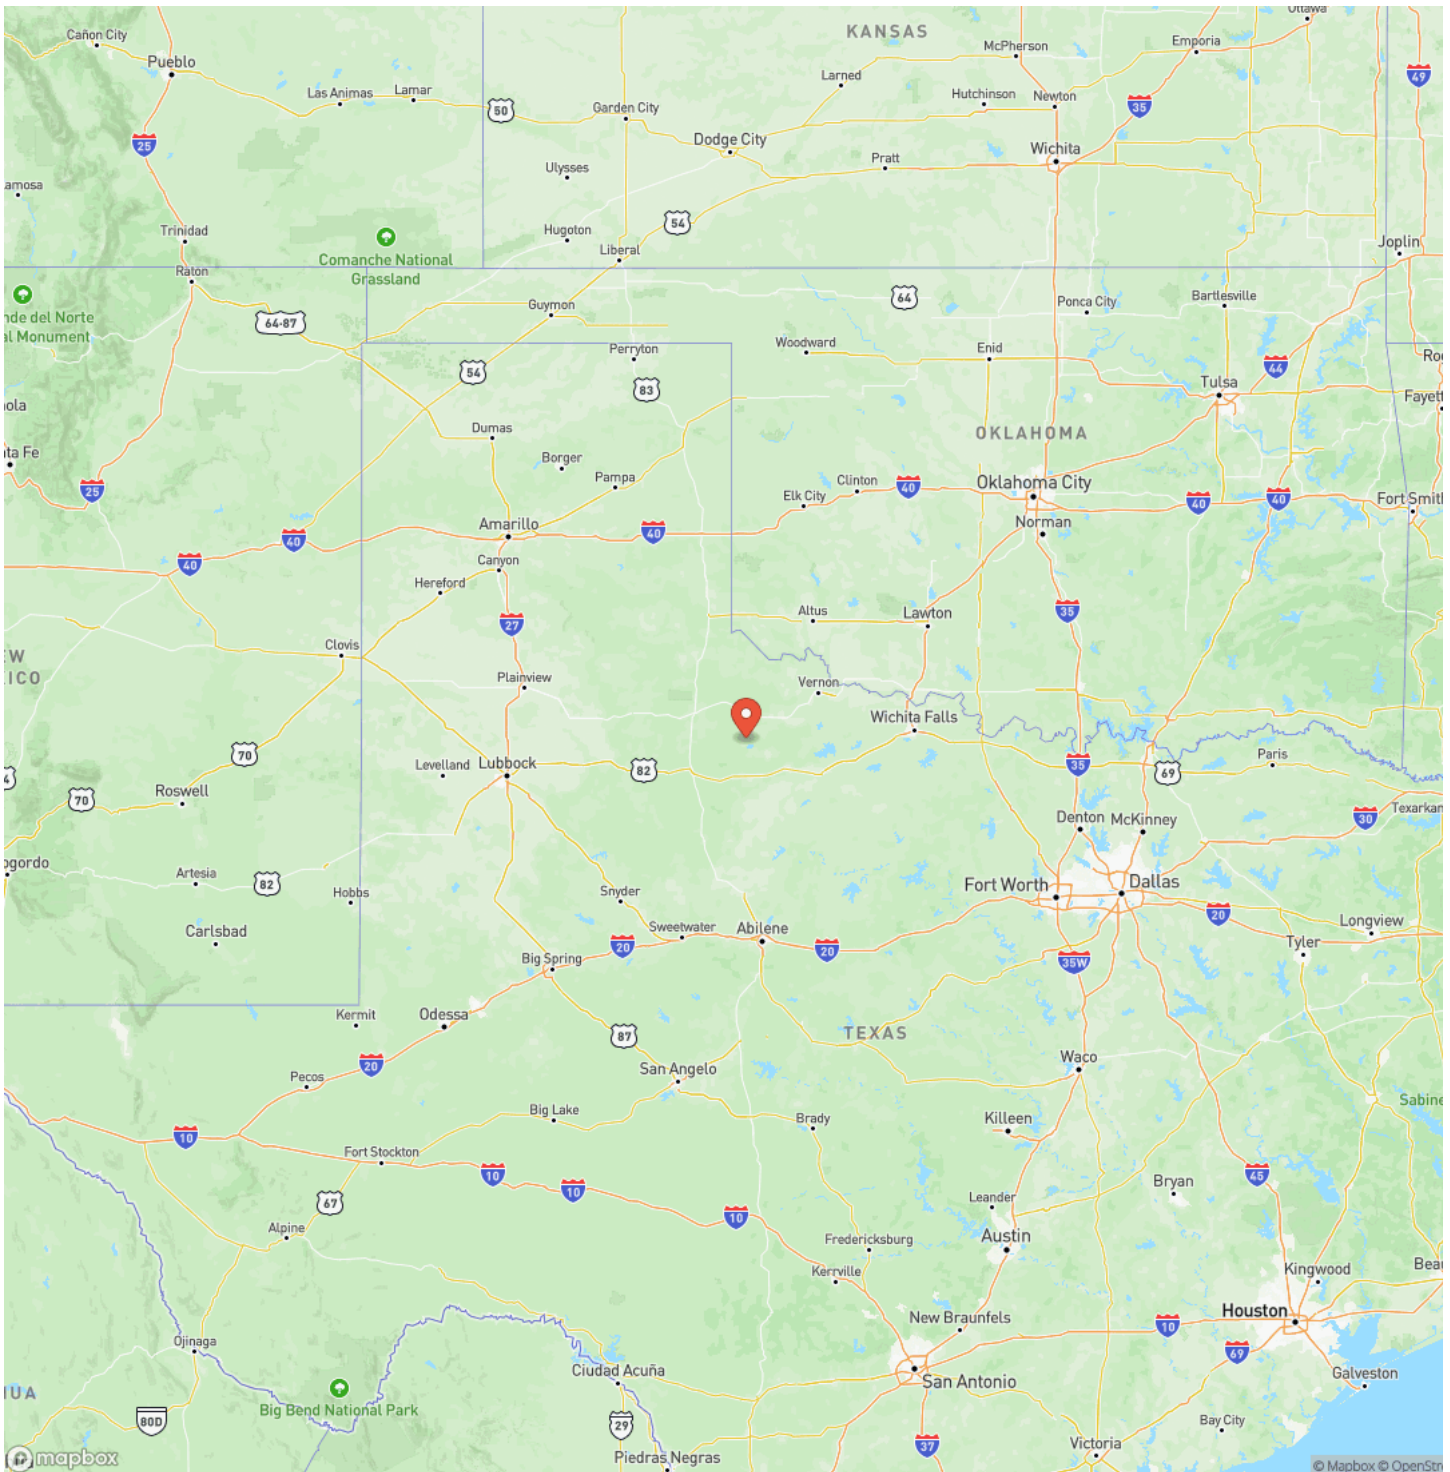 Cañon City
KANSAS
Ottawa
McPherson
Emporia
Pueblo
Larned
49
Las Animas
Lamar
Hutchinson
Newton
50
Garden City
35
25
Dodge City
Wichita
Ulysses
Pratt
amosa
54
Trinidad
Hugoton
Liberal
Joplin
Comanche National
Grassland
Raton
nde del Norte
al Monument
64-87
Guymon
64
Ponca City
Bartlesville
Woodward
Enid
Perryton
54
83
44
Tulsa
Fayett
ola
Dumas
OKLAHOMA
nta Fe
Borger
Pampa
25
Clinton
40
Oklahoma City
Elk City
40
40
Fort Smith
Amarillo
40
40
40
Norman
Canyon
Hereford
27
Altus
Lawton
35
Clovis
EW
ICO
Plainview
Vernon
Wichita Falls
70
Levelland
Lubbock
82
35
69
Paris
4
70
Roswell
Texarkan
30
Denton
McKinney
ogordo
Artesia
82
Hobbs
Snyder
Fort Worth
Dallas
20
Longview
Carlsbad
Sweetwater
Abilene
20
20
Tyler
Big Spring
35W
Kermit
Odessa
87
TEXAS
20
Pecos
San Angelo
Waco
Big Lake
Brady
Killeen
Sabine
10
Fort Stockton
10
10
45
67
10
Leander
Bryan
Alpine
Fredericksburg
Austin
Kerrville
Kingwood
Beau
Houston
New Braunfels
10
Ojinaga
69
Ciudad Acuña
San Antonio
Galveston
UA
Big Bend National Park
80D
29
37
Bay City
Victoria
Piedras Negras
mapbox
© Mapbox © OpenStre